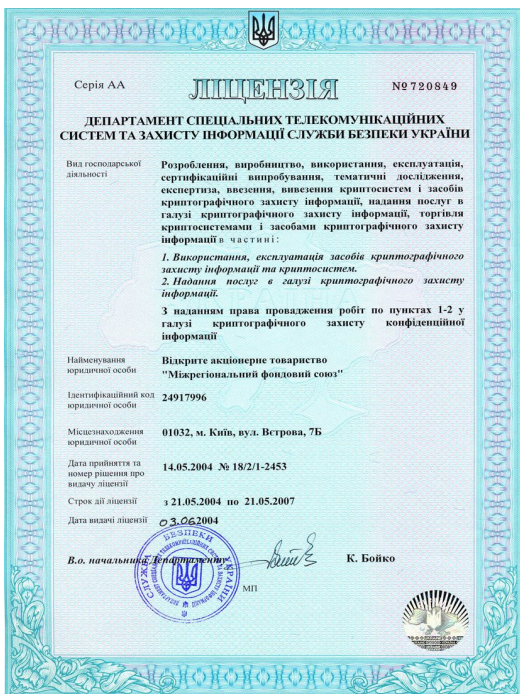 Серія АА
ЛІЦЕНЗІЯ
№ 720849
ДЕПАРТАМЕНТ СПЕЦІАЛЬНИХ ТЕЛЕКОМУНІКАЦІЙНИХ
СИСТЕМ ТА ЗАХИСТУ ІНФОРМАЦІЇ СЛУЖБИ БЕЗПЕКИ УКРАЇНИ
Вид господарської
діяльності
Розроблення, виробництво, використання, експлуатація,
сертифікаційні випробування, тематичні дослідження,
експертиза, ввезення, вивезення криптосистем і засобів
криптографічного захисту інформації, надання послуг в
галузі криптографічного захисту інформації, торгівля
криптосистемами і засобами криптографічного захисту
інформації в частині:
1. Використання, експлуатація засобів криптографічного
захисту інформації та криптосистем.
2. Надання послуг в галузі криптографічного захисту
інформації.
З наданням права провадження робіт по пунктах 1-2 у
галузі криптографічного захисту конфіденційної
інформації
Найменування
юридичної особи
Відкрите акціонерне товариство
"Міжрегіональний фондовий союз"
Ідентифікаційний код
юридичної особи
24917996
Місцезнаходження
юридичної особи
01032, м. Київ, вул. Вєтрова, 7Б
Дата прийняття та
номер рішення про
видачу ліцензії
14.05.2004 № 18/2/1-2453
Строк дії ліцензії
з 21.05.2004 по 21.05.2007
Дата видачі ліцензії
03.06.2004
В.о. начальника Департаменту
К. Бойко
МП
СЛУЖБА БЕЗПЕКИ УКРАЇНИ